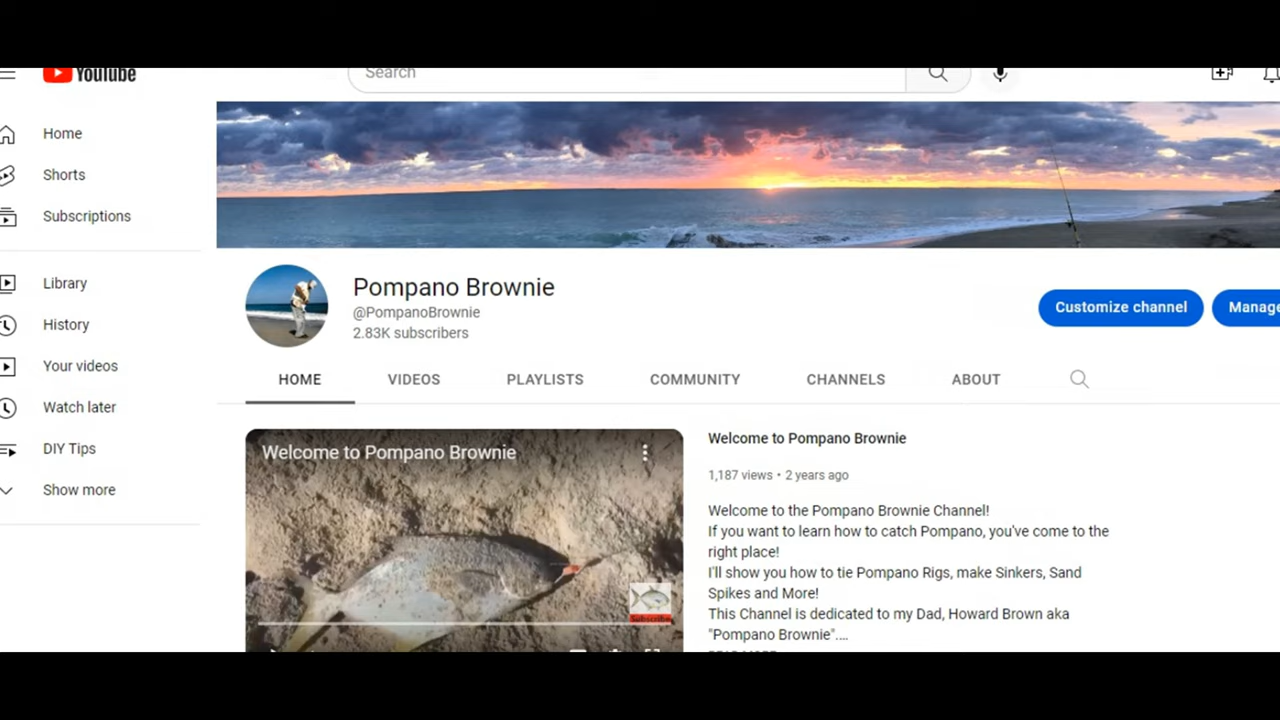 YouTube
Search
Home
Shorts
Subscriptions
Library
History
Your videos
Watch later
DIY Tips
Show more
Pompano Brownie
@PompanoBrownie
2.83K subscribers
Customize channel
Manage
HOME
VIDEOS
PLAYLISTS
COMMUNITY
CHANNELS
ABOUT
Welcome to Pompano Brownie
Subscribe
Welcome to Pompano Brownie
1,187 views • 2 years ago
Welcome to the Pompano Brownie Channel!
If you want to learn how to catch Pompano, you've come to the
right place!
I'll show you how to tie Pompano Rigs, make Sinkers, Sand
Spikes and More!
This Channel is dedicated to my Dad, Howard Brown aka
"Pompano Brownie"....